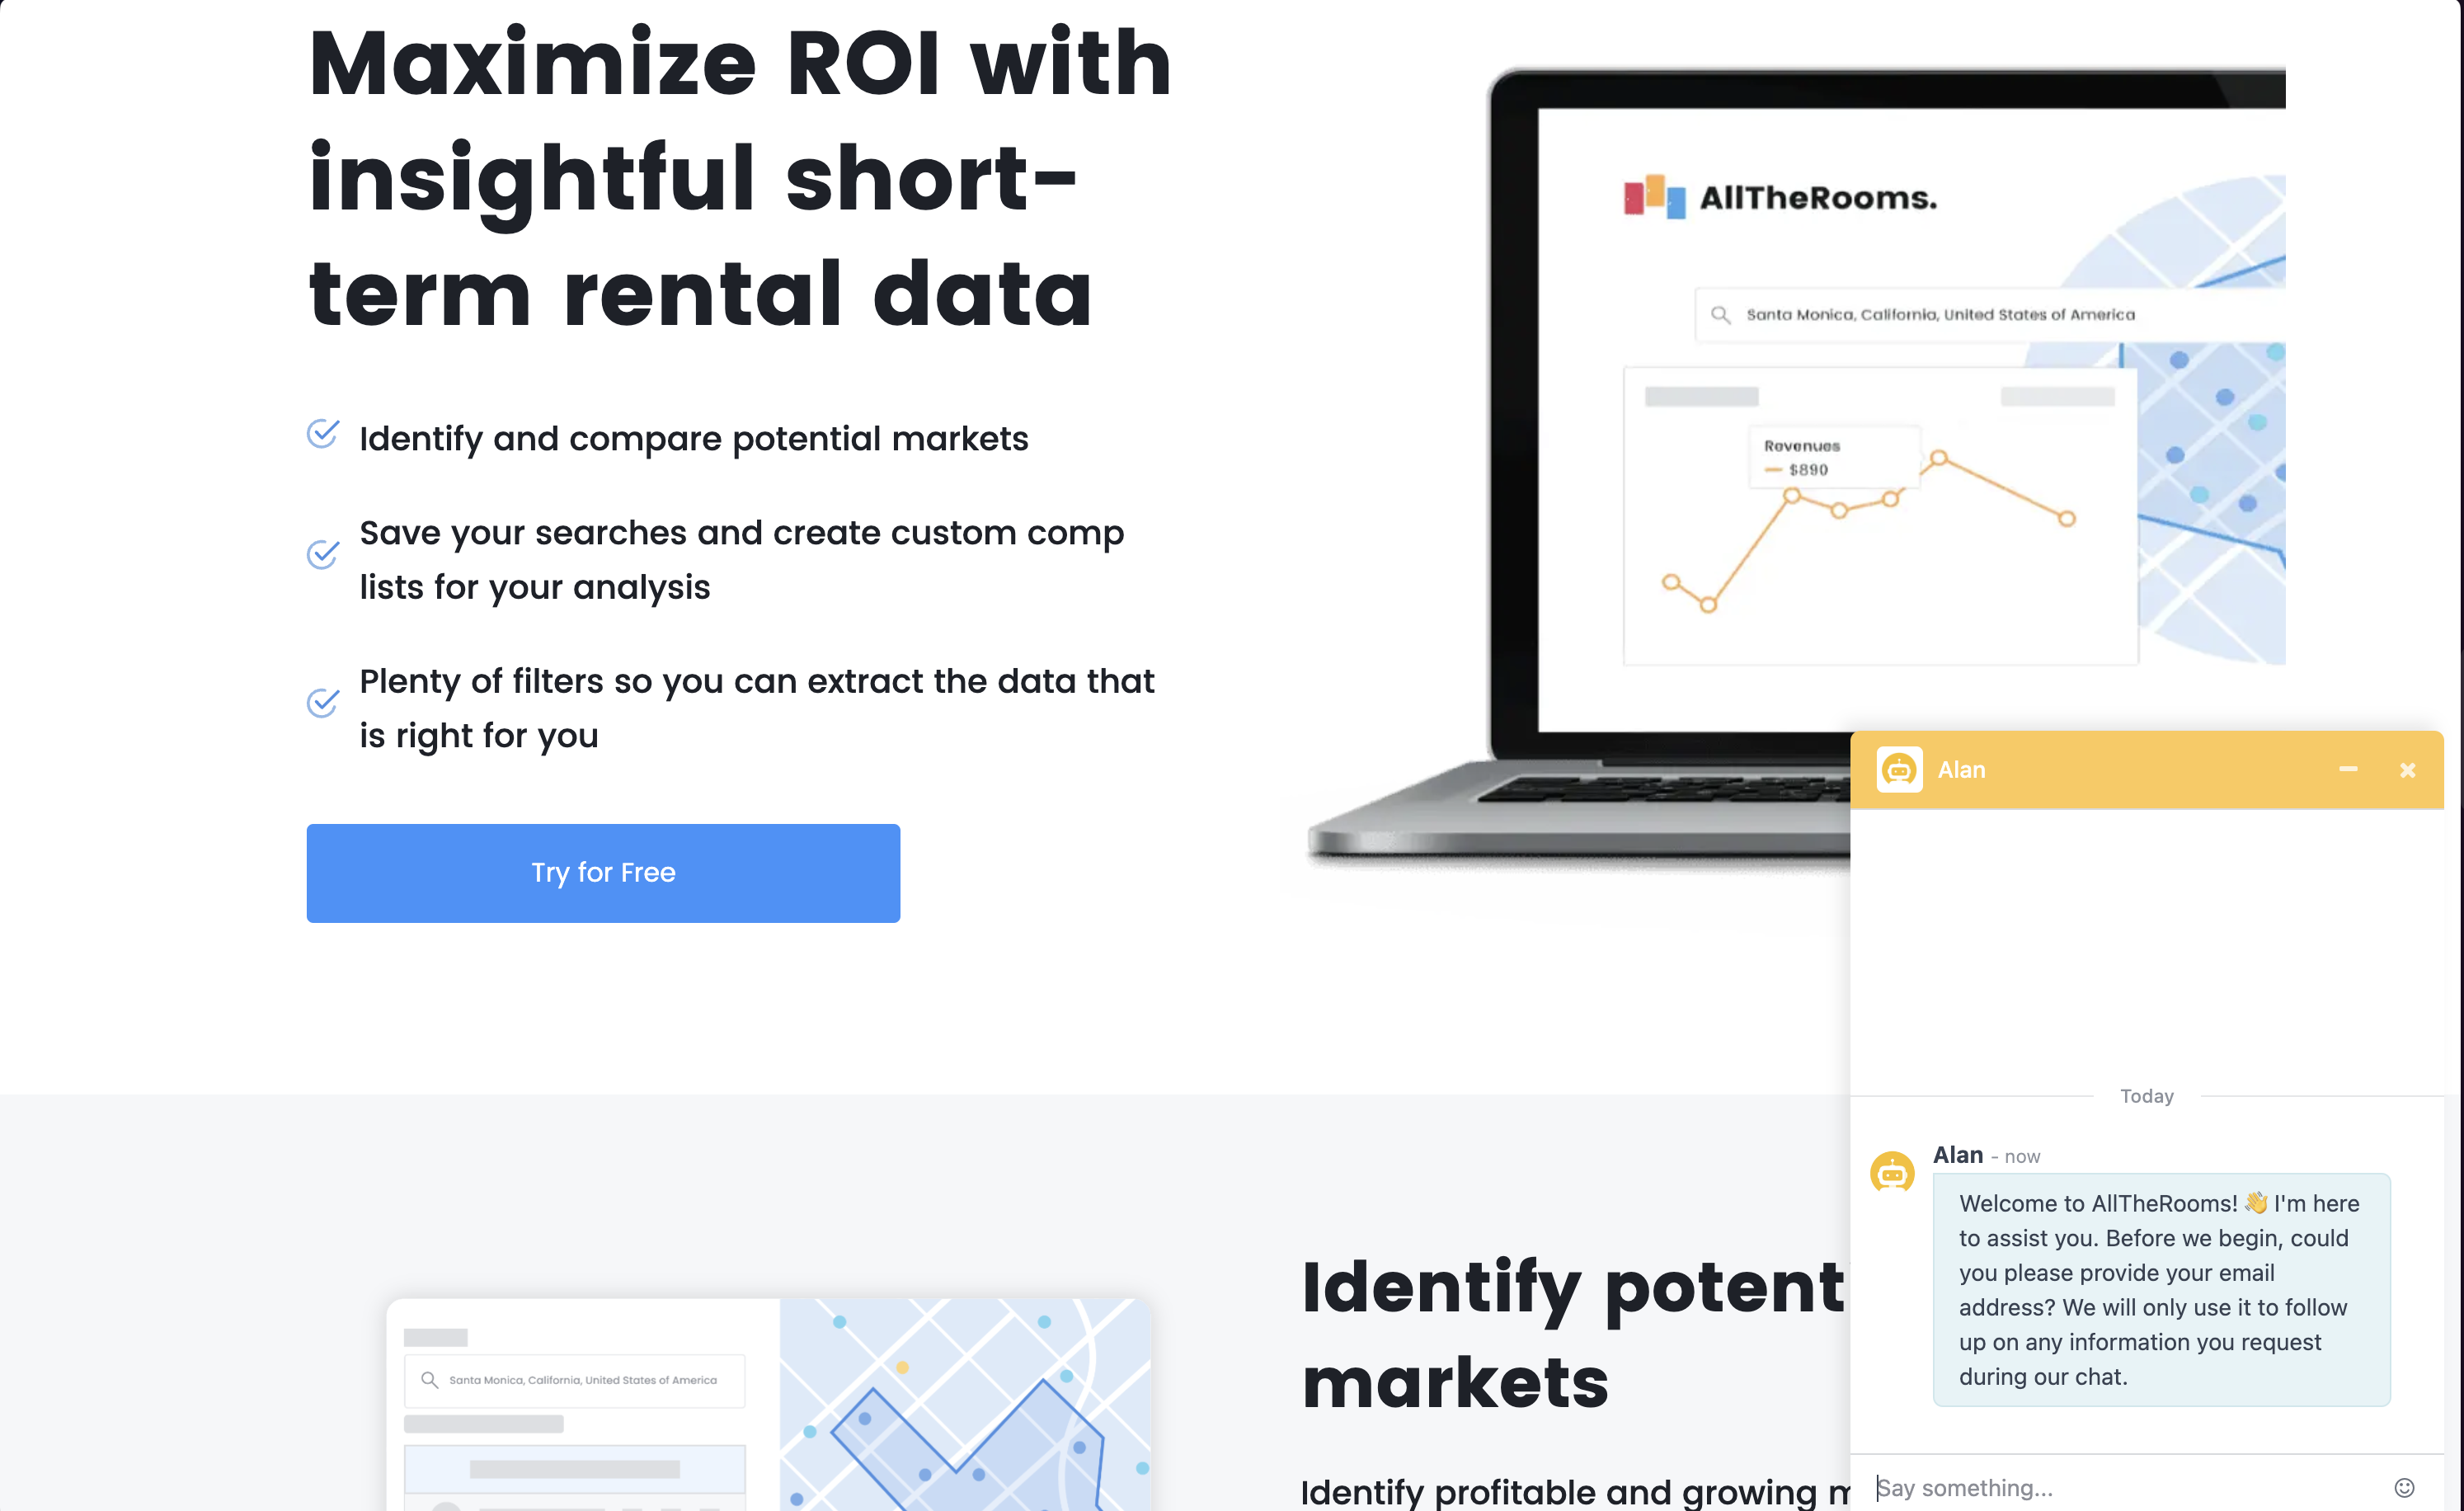 Maximize ROI with
insightful short-
term rental data
Identify and compare potential markets
Save your searches and create custom comp
lists for your analysis
Plenty of filters so you can extract the data that
is right for you
Try for Free
AllTheRooms.
Santa Monica, California, United States of America
Revenues
$890
Santa Monica, California, United States of America
Identify potent
markets
Identify profitable and growing m
Alan
Today
Alan - now
Welcome to AllTheRooms! 👋 I'm here
to assist you. Before we begin, could
you please provide your email
address? We will only use it to follow
up on any information you request
during our chat.
Say something...